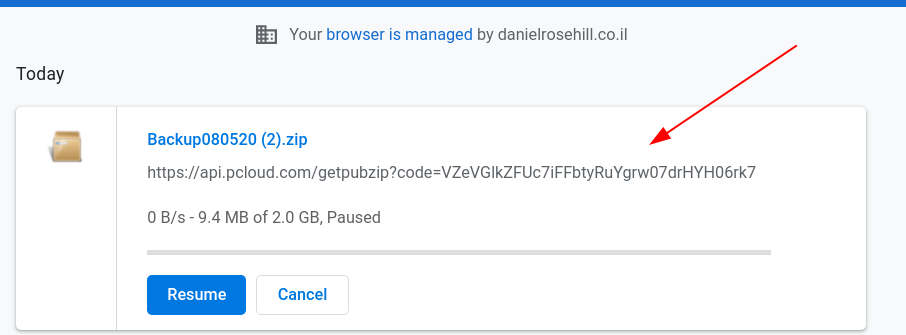 Your browser is managed by danielrosehill.co.il
Today
Backup080520 (2).zip
https://api.pcloud.com/getpubzip?code=VZeVGlkZFUc7iFFbtyRuYgrw07drHYH06rk7
0 B/s - 9.4 MB of 2.0 GB, Paused
Resume Cancel